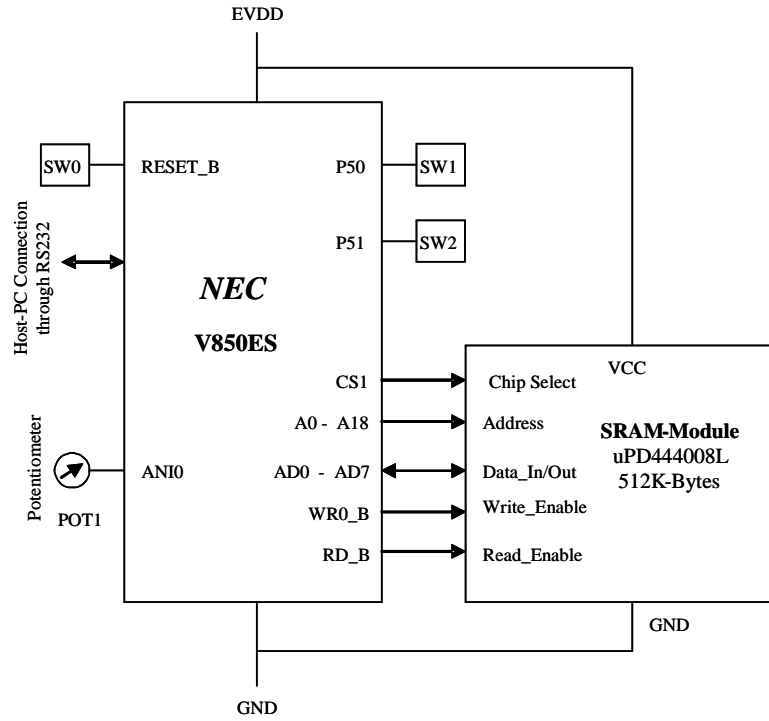 EVDD
SW0
RESET_B
P50
SW1
P51
SW2
Host-PC Connection
through RS232
NEC
V850ES
CS1
A0 - A18
AD0 - AD7
WR0_B
RD_B
Potentiometer
POT1
ANI0
VCC
Chip Select
Address
Data_In/Out
Write_Enable
Read_Enable
SRAM-Module
uPD444008L
512K-Bytes
GND
GND